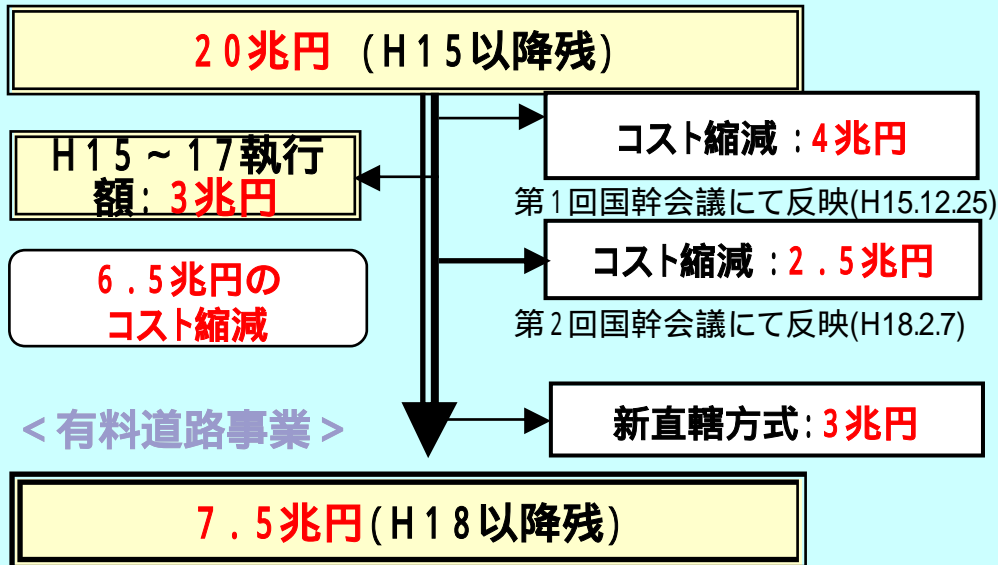 20兆円 (H15以降残)
コスト縮減：4兆円
H15～17執行
額：3兆円
第1回国幹会議にて反映(H15.12.25)
コスト縮減：2．5兆円
6．5兆円の
コスト縮減
第2回国幹会議にて反映(H18.2.7)
新直轄方式：3兆円
＜有料道路事業＞
7．5兆円(H18以降残)